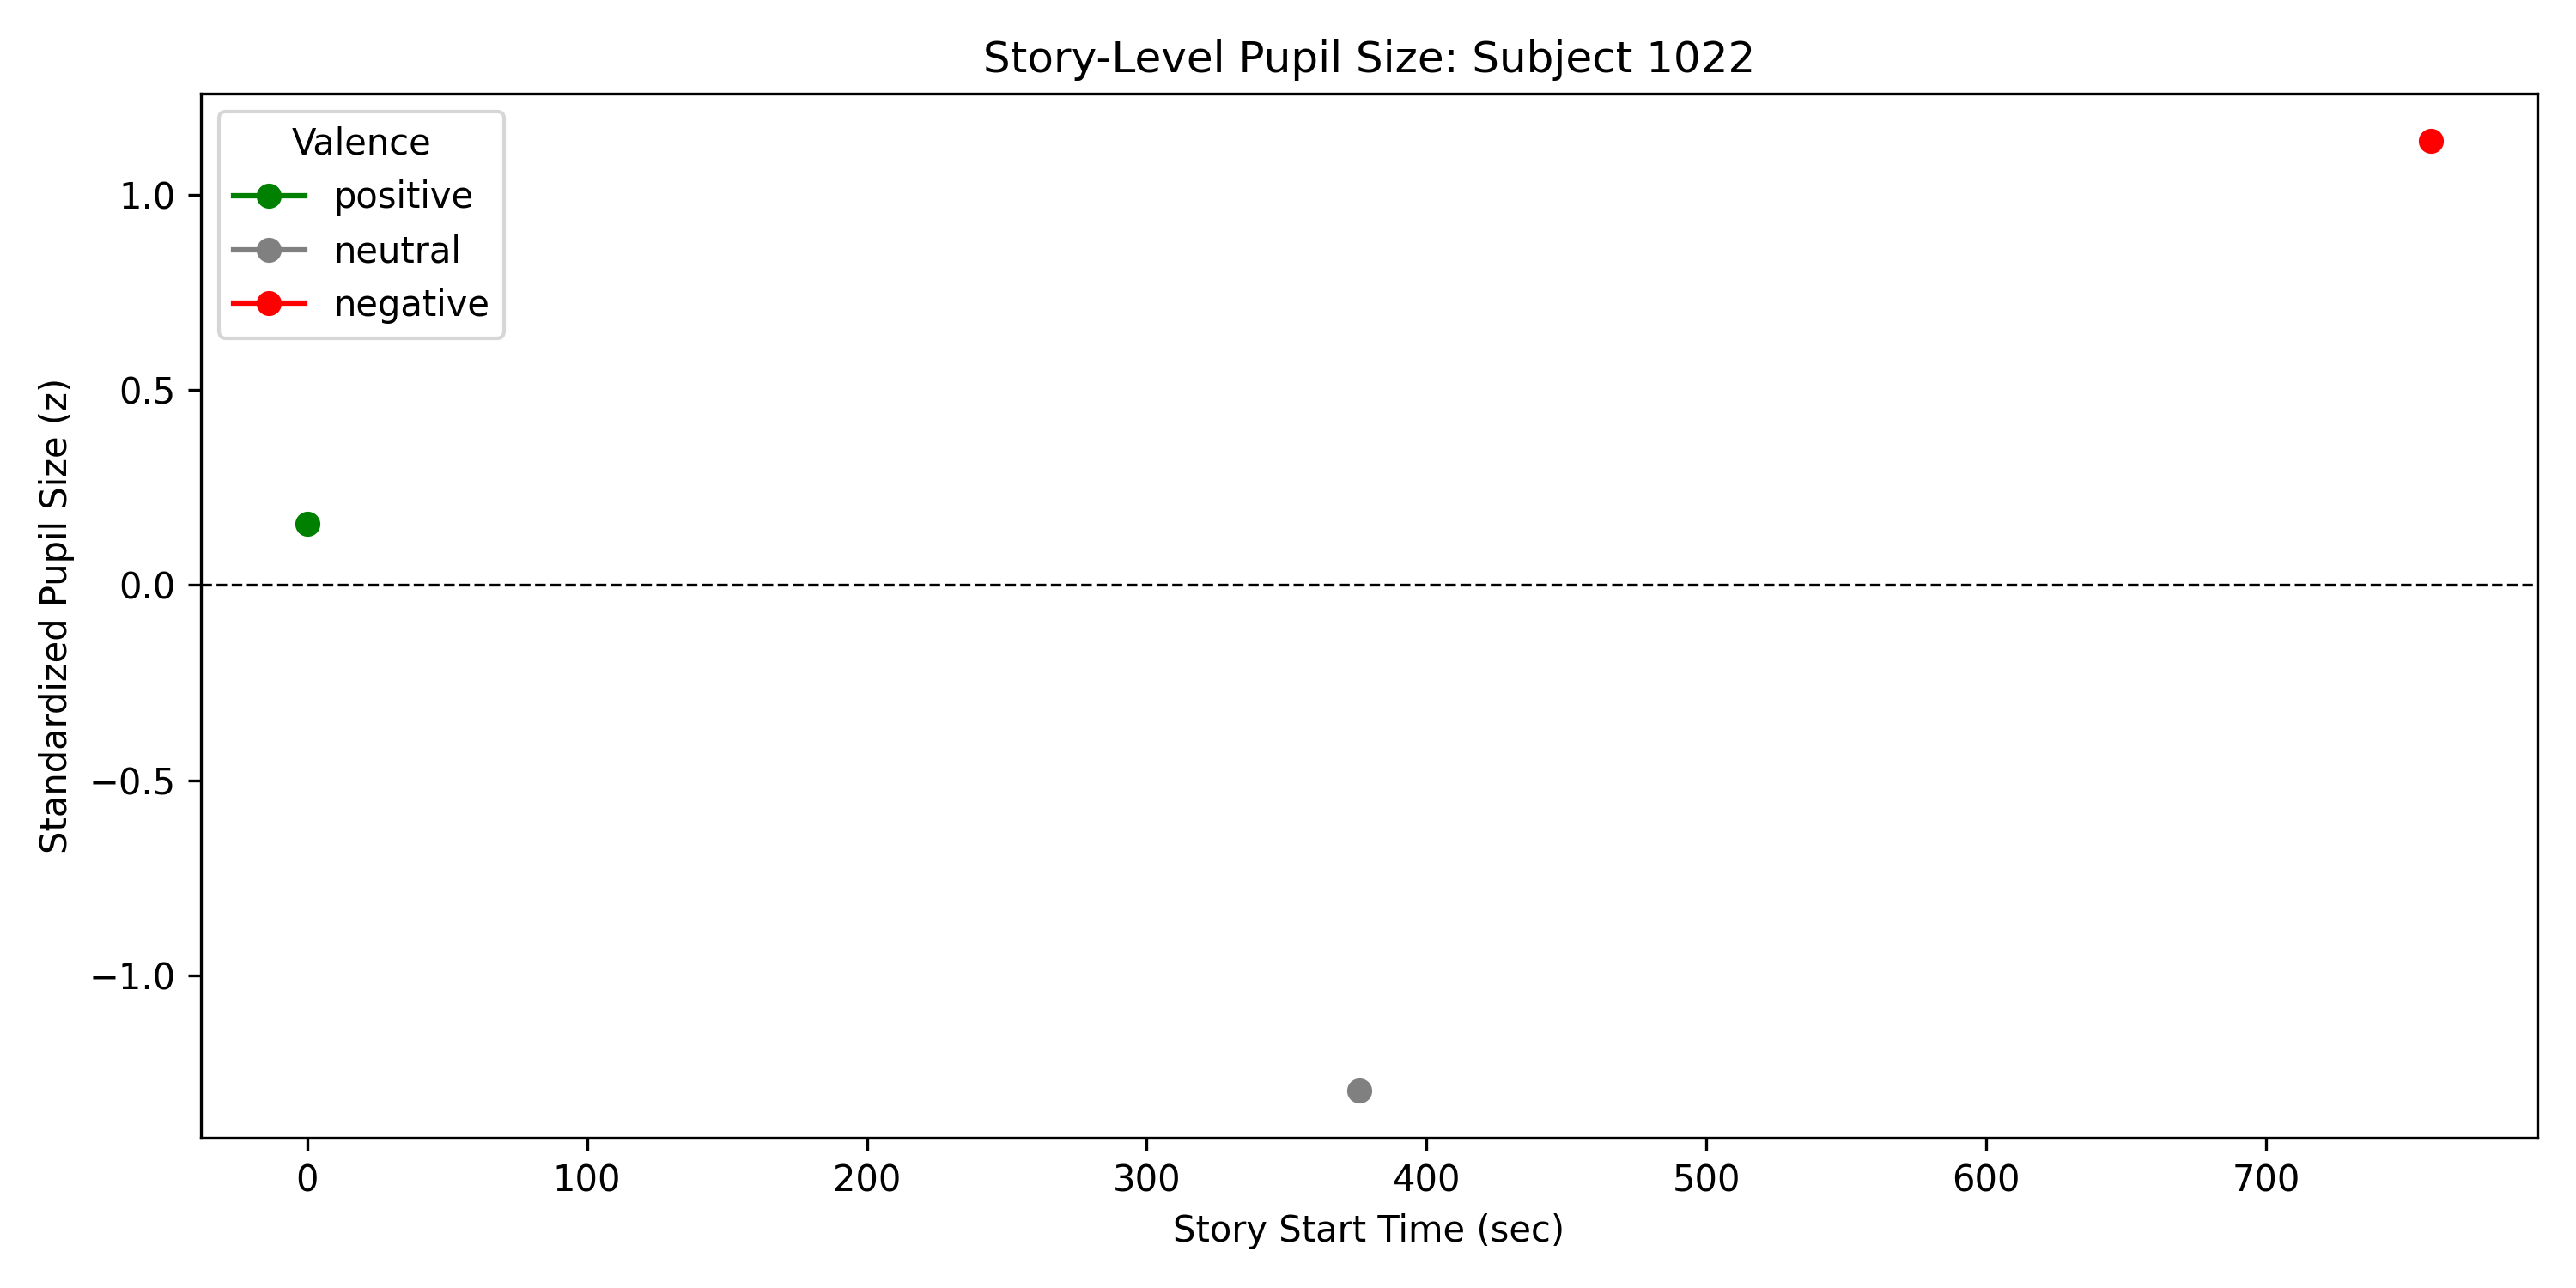 Story-Level Pupil Size: Subject 1022
Valence
positive
neutral
negative
Standardized Pupil Size (z)
1.0
0.5
0.0
−0.5
−1.0
0 100 200 300 400 500 600 700
Story Start Time (sec)